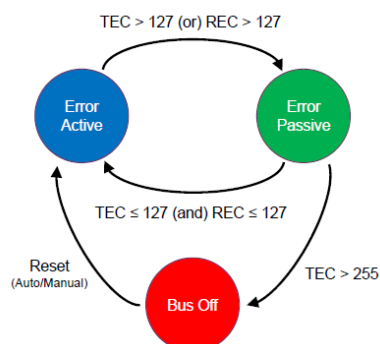 TEC > 127 (or) REC > 127
Error
Active
Error
Passive
TEC ≤ 127 (and) REC ≤ 127
Reset
(Auto/Manual)
TEC > 255
Bus Off